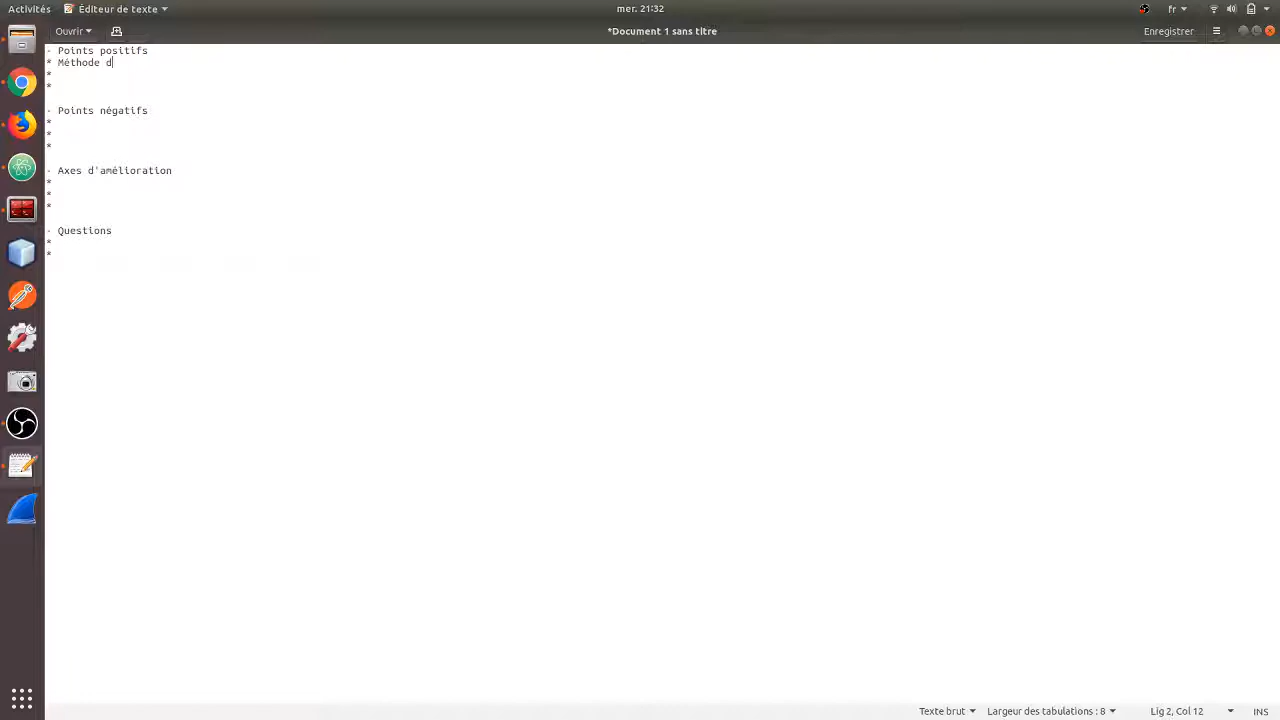 Activités
Éditeur de texte
mer. 21:32
fr
Ouvrir
*Document 1 sans titre
Enregistrer
- Points positifs
* Méthode d
*
*
- Points négatifs
*
*
*
- Axes d'amélioration
*
*
*
- Questions
*
*
Texte brut
Largeur des tabulations : 8
Lig 2, Col 12
INS